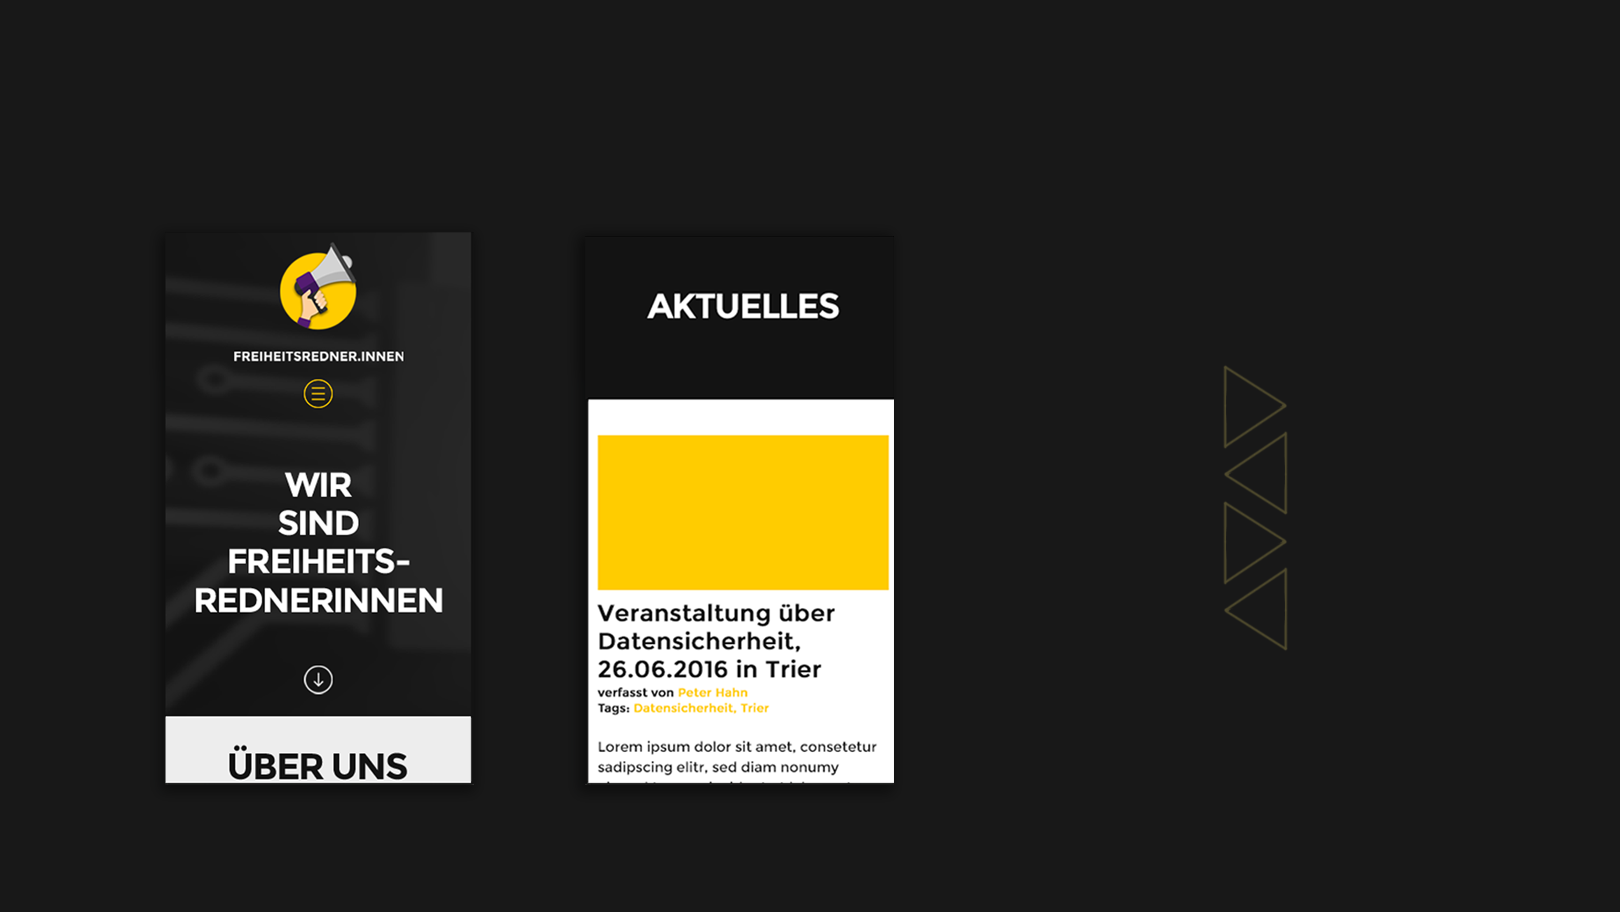 FREIHEITSREDNER.INNEN
WIR
SIND
FREIHEITS-
REDNERINNEN
ÜBER UNS
AKTUELLES
Veranstaltung über
Datensicherheit,
26.06.2016 in Trier
verfasst von Peter Hahn
Tags: Datensicherheit, Trier
Lorem ipsum dolor sit amet, consetetur
sadipscing elitr, sed diam nonumy